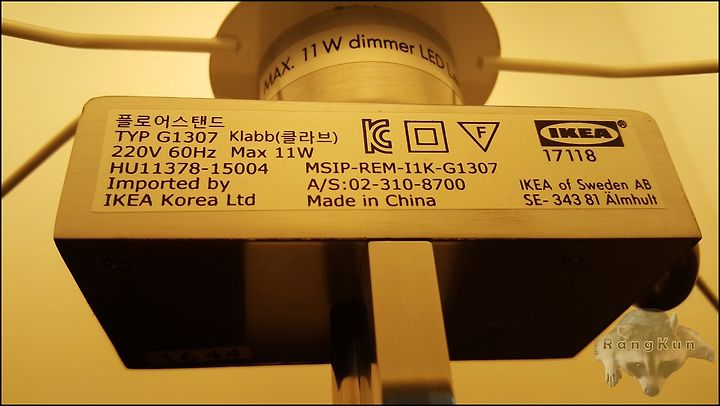 MAX. 11W dimmer LED
플로어스탠드
TYP G1307 Klabb(클라브)
220V 60Hz Max 11W
HU11378-15004 MSIP-REM-I1K-G1307
Imported by A/S:02-310-8700
IKEA Korea Ltd Made in China
F
IKEA®
17118
IKEA of Sweden AB
SE- 343 81 Älmhult
1644
RangKun